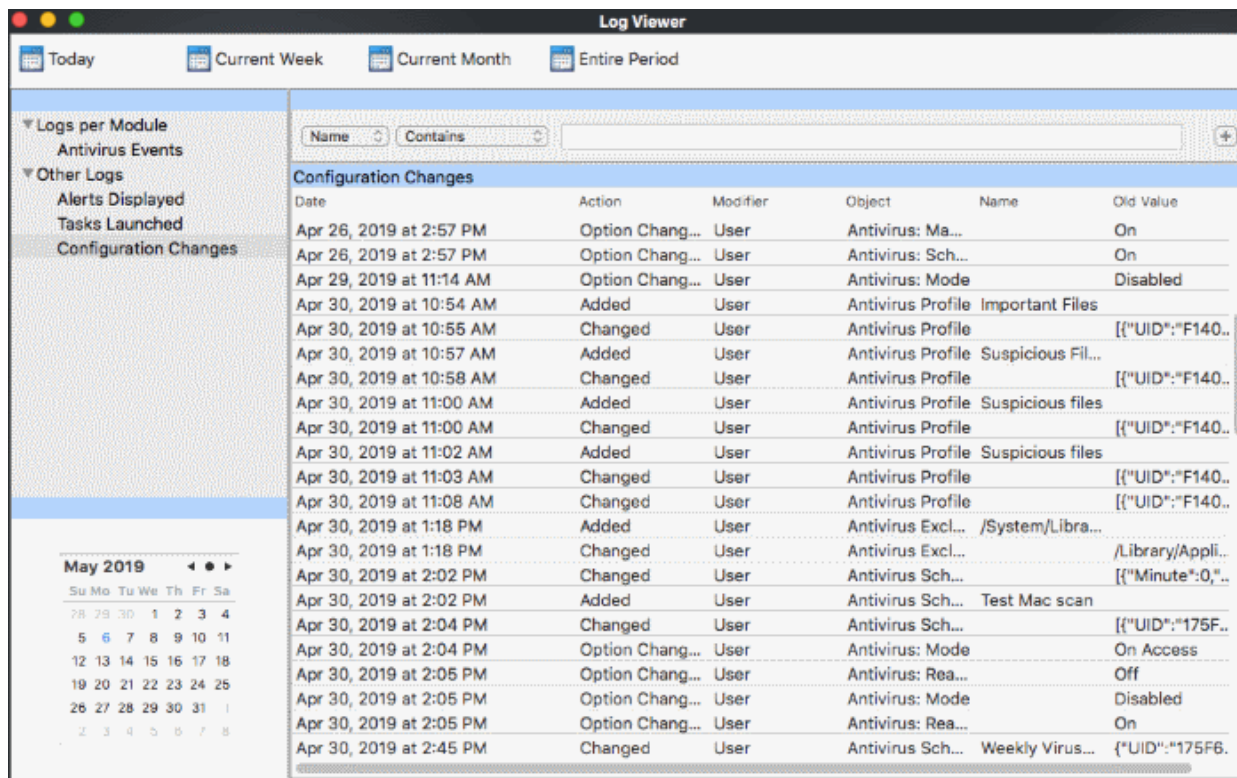 Log Viewer
Today Current Week Current Month Entire Period
Logs per Module
Antivirus Events
Other Logs
Alerts Displayed
Tasks Launched
Configuration Changes
Name Contains +
Configuration Changes
Date Action Modifier Object Name Old Value
Apr 26, 2019 at 2:57 PM Option Chang... User Antivirus: Ma... On
Apr 26, 2019 at 2:57 PM Option Chang... User Antivirus: Sch... On
Apr 29, 2019 at 11:14 AM Option Chang... User Antivirus: Mode Disabled
Apr 30, 2019 at 10:54 AM Added User Antivirus Profile Important Files
Apr 30, 2019 at 10:55 AM Changed User Antivirus Profile [{"UID":"F140..
Apr 30, 2019 at 10:57 AM Added User Antivirus Profile Suspicious Fil...
Apr 30, 2019 at 10:58 AM Changed User Antivirus Profile [{"UID":"F140..
Apr 30, 2019 at 11:00 AM Added User Antivirus Profile Suspicious files
Apr 30, 2019 at 11:00 AM Changed User Antivirus Profile [{"UID":"F140..
Apr 30, 2019 at 11:02 AM Added User Antivirus Profile Suspicious files
Apr 30, 2019 at 11:03 AM Changed User Antivirus Profile [{"UID":"F140..
Apr 30, 2019 at 11:08 AM Changed User Antivirus Profile [{"UID":"F140..
Apr 30, 2019 at 1:18 PM Added User Antivirus Excl... /System/Libra...
Apr 30, 2019 at 1:18 PM Changed User Antivirus Excl... /Library/Appli...
Apr 30, 2019 at 2:02 PM Changed User Antivirus Sch... [{"Minute":0,"..
Apr 30, 2019 at 2:02 PM Added User Antivirus Sch... Test Mac scan
Apr 30, 2019 at 2:04 PM Changed User Antivirus Sch... [{"UID":"175F..
Apr 30, 2019 at 2:04 PM Option Chang... User Antivirus: Mode On Access
Apr 30, 2019 at 2:05 PM Option Chang... User Antivirus: Rea... Off
Apr 30, 2019 at 2:05 PM Option Chang... User Antivirus: Mode Disabled
Apr 30, 2019 at 2:05 PM Option Chang... User Antivirus: Rea... On
Apr 30, 2019 at 2:45 PM Changed User Antivirus Sch... Weekly Virus... {"UID":"175F6.
May 2019
Su Mo Tu We Th Fr Sa
28 29 30 1 2 3 4
5 6 7 8 9 10 11
12 13 14 15 16 17 18
19 20 21 22 23 24 25
26 27 28 29 30 31 1
2 3 4 5 6 7 8